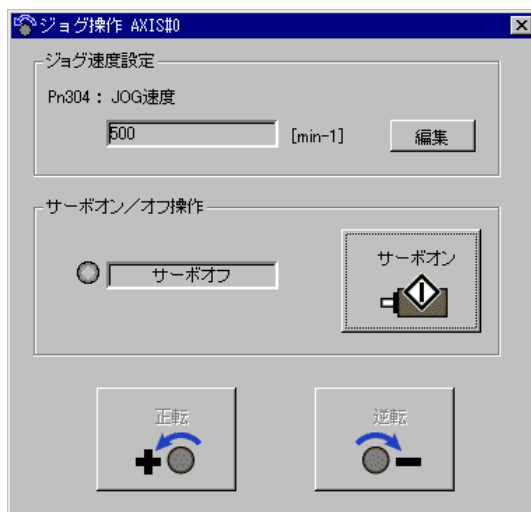 ジョグ操作 AXIS#0
ジョグ速度設定
Pn304： JOG速度
500 [min-1] 編集
サーボオン／オフ操作
サーボオン
サーボオフ
正転 逆転